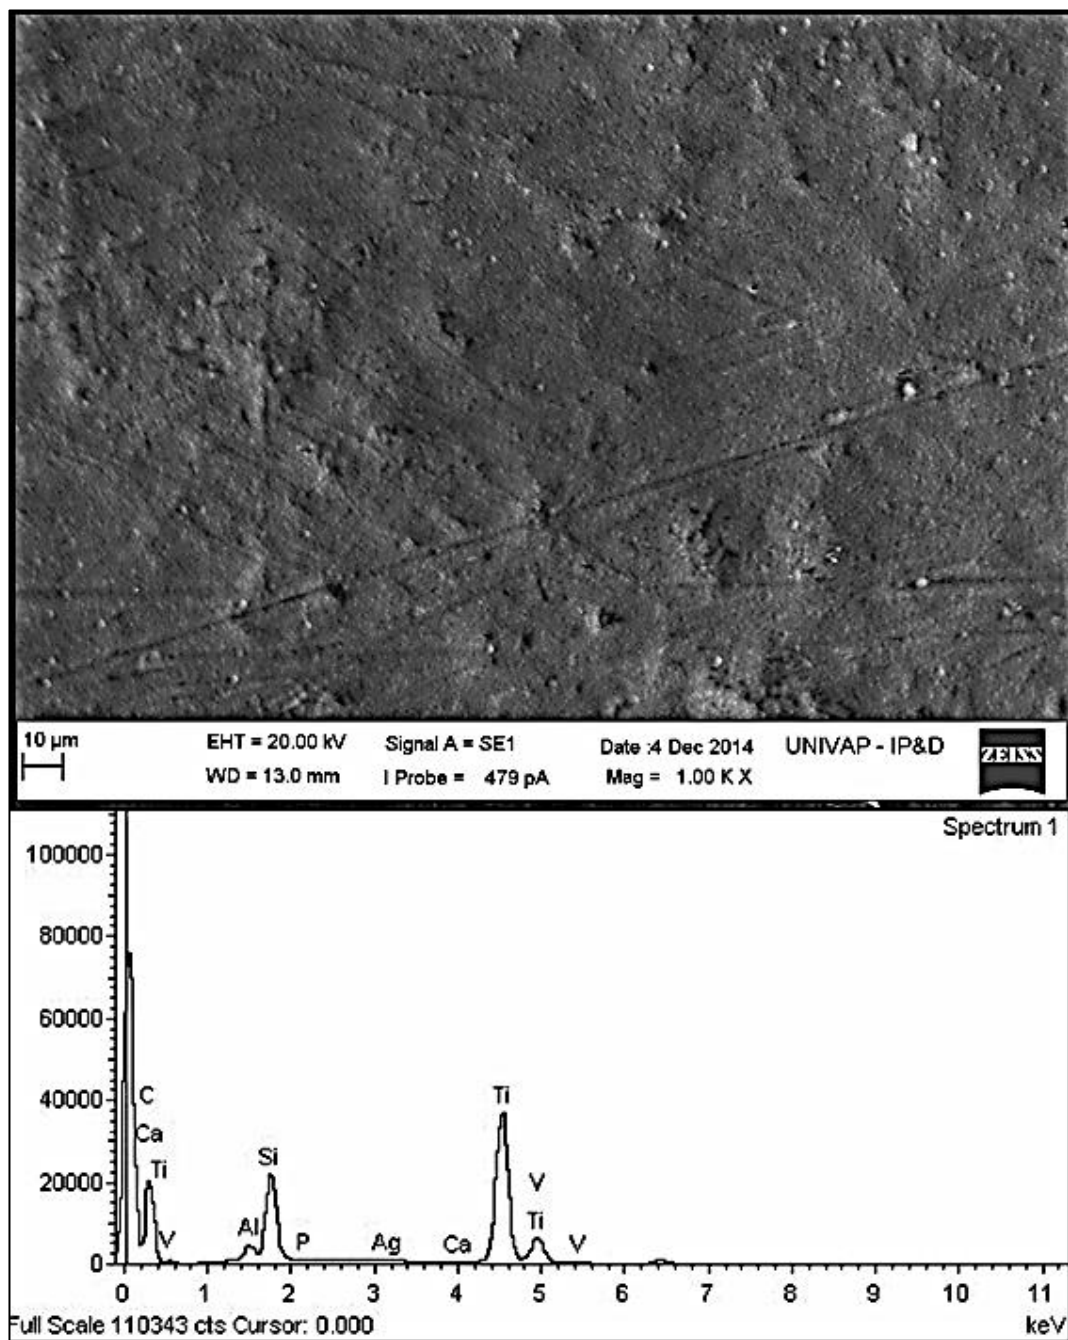 10 µm
EHT = 20.00 kV Signal A = SE1 Date :4 Dec 2014 UNIVAP - IP&D
WD = 13.0 mm I Probe = 479 pA Mag = 1.00 K X
ZEISS
Spectrum 1
100000
80000
60000
40000
20000
0
C
Ca
Ti
V
Al
Si
P
Ag
Ca
Ti
V
Ti
V
0 1 2 3 4 5 6 7 8 9 10 11
Full Scale 110343 cts Cursor: 0.000 keV